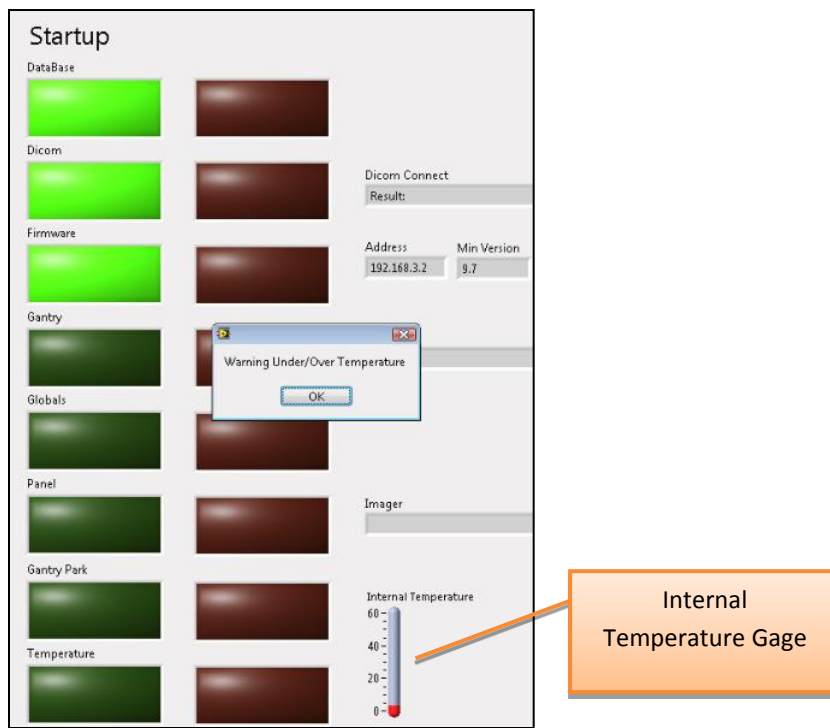 Startup
DataBase
Dicom
Dicom Connect
Result:
Firmware
Address Min Version
192.168.3.2 9.7
Gantry
Warning Under/Over Temperature
OK
Globals
Panel
Imager
Gantry Park
Internal Temperature
60
40
20
0
Temperature
Internal
Temperature Gage